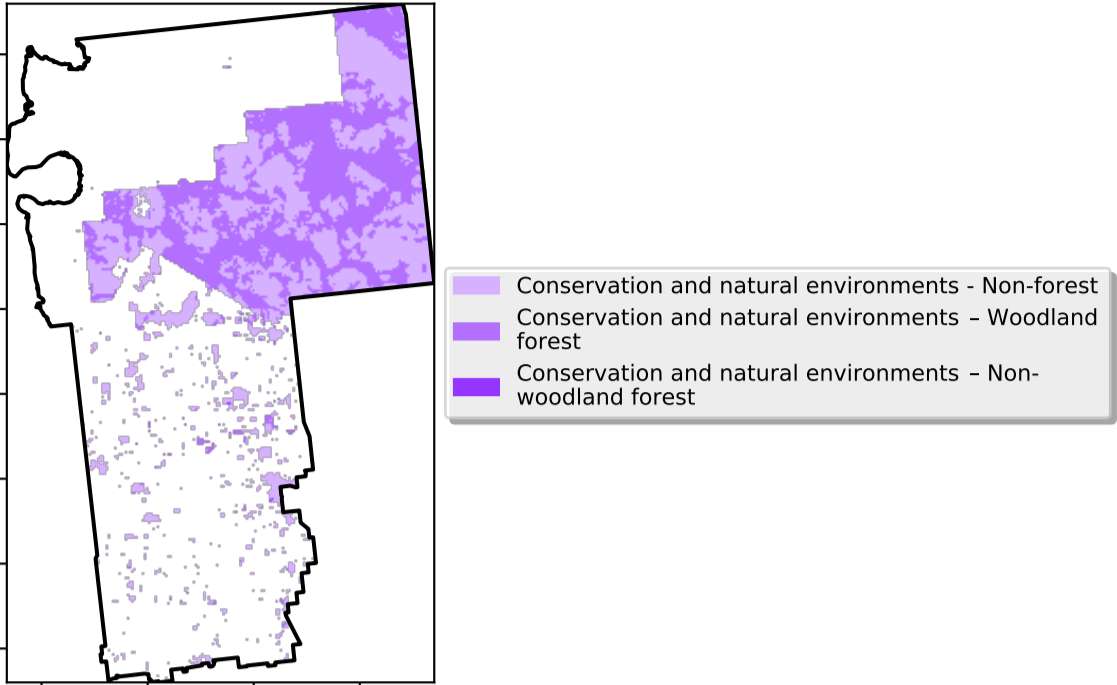 Conservation and natural environments - Non-forest
Conservation and natural environments – Woodland
forest
Conservation and natural environments – Non-
woodland forest